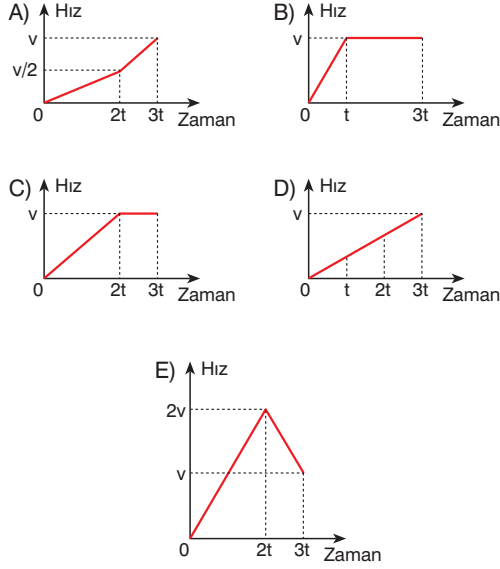 A) Hız
v
v/2
0 2t 3t Zaman
B) Hız
v
0 t 3t Zaman
C) Hız
v
0 2t 3t Zaman
D) Hız
v
0 t 2t 3t Zaman
E) Hız
2v
v
0 2t 3t Zaman